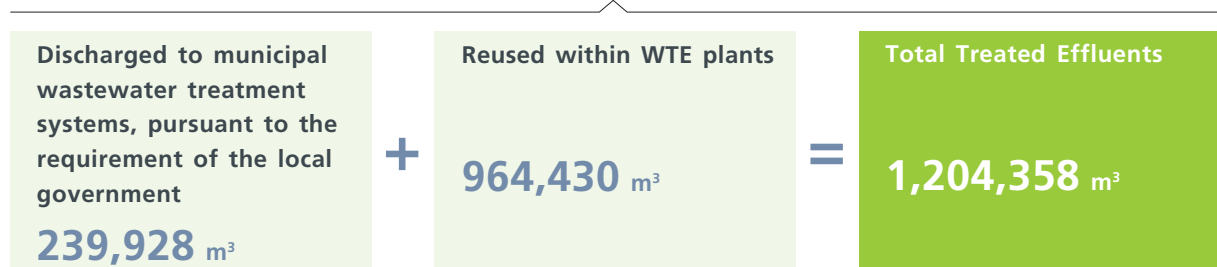 Discharged to municipal
wastewater treatment
systems, pursuant to the
requirement of the local
government
239,928 m³
+
Reused within WTE plants
964,430 m³
=
Total Treated Effluents
1,204,358 m³